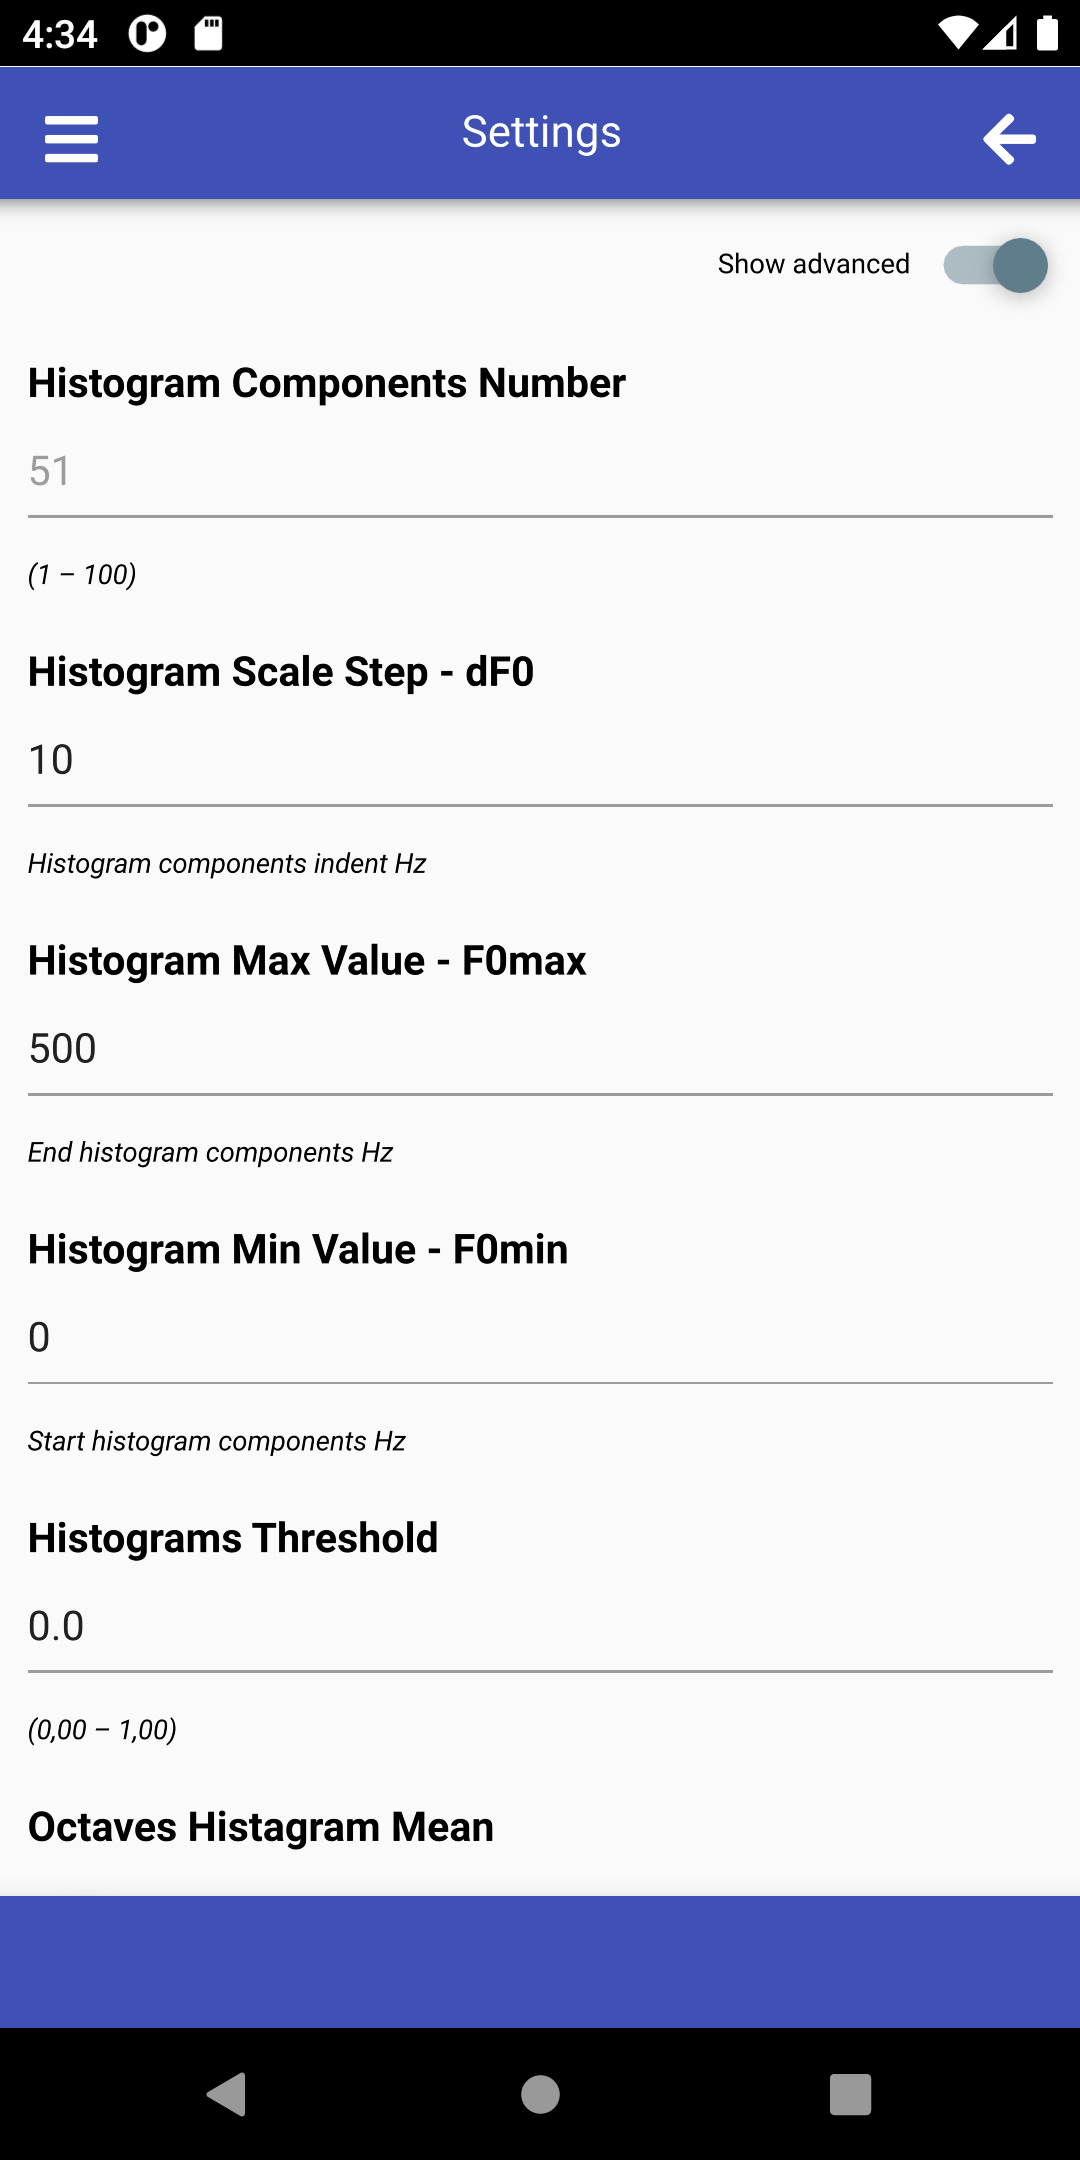 4:34
Settings
Show advanced
Histogram Components Number
51
(1 – 100)
Histogram Scale Step - dF0
10
Histogram components indent Hz
Histogram Max Value - F0max
500
End histogram components Hz
Histogram Min Value - F0min
0
Start histogram components Hz
Histograms Threshold
0.0
(0,00 – 1,00)
Octaves Histagram Mean